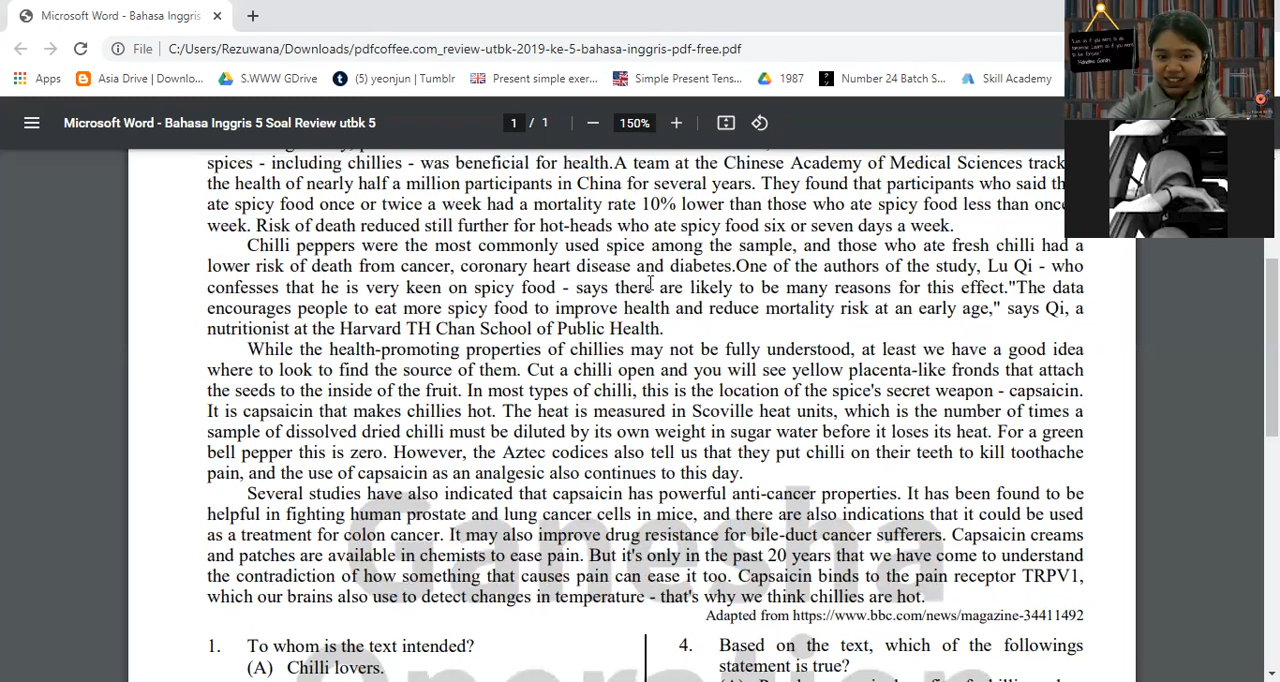 Microsoft Word - Bahasa Inggris
File C:/Users/Rezuwana/Downloads/pdfcoffee.com_review-utbk-2019-ke-5-bahasa-inggris-pdf-free.pdf
Apps Asia Drive | Downlo... S.WWW GDrive (5) yeonjun | Tumblr Present simple exer... Simple Present Tens... 1987 Number 24 Batch S... Skill Academy
Microsoft Word - Bahasa Inggris 5 Soal Review utbk 5 1 / 1 150%
spices - including chillies - was beneficial for health.A team at the Chinese Academy of Medical Sciences track
the health of nearly half a million participants in China for several years. They found that participants who said th
ate spicy food once or twice a week had a mortality rate 10% lower than those who ate spicy food less than once
week. Risk of death reduced still further for hot-heads who ate spicy food six or seven days a week.
Chilli peppers were the most commonly used spice among the sample, and those who ate fresh chilli had a
lower risk of death from cancer, coronary heart disease and diabetes.One of the authors of the study, Lu Qi - who
confesses that he is very keen on spicy food - says there are likely to be many reasons for this effect."The data
encourages people to eat more spicy food to improve health and reduce mortality risk at an early age," says Qi, a
nutritionist at the Harvard TH Chan School of Public Health.
While the health-promoting properties of chillies may not be fully understood, at least we have a good idea
where to look to find the source of them. Cut a chilli open and you will see yellow placenta-like fronds that attach
the seeds to the inside of the fruit. In most types of chilli, this is the location of the spice's secret weapon - capsaicin.
It is capsaicin that makes chillies hot. The heat is measured in Scoville heat units, which is the number of times a
sample of dissolved dried chilli must be diluted by its own weight in sugar water before it loses its heat. For a green
bell pepper this is zero. However, the Aztec codices also tell us that they put chilli on their teeth to kill toothache
pain, and the use of capsaicin as an analgesic also continues to this day.
Several studies have also indicated that capsaicin has powerful anti-cancer properties. It has been found to be
helpful in fighting human prostate and lung cancer cells in mice, and there are also indications that it could be used
as a treatment for colon cancer. It may also improve drug resistance for bile-duct cancer sufferers. Capsaicin creams
and patches are available in chemists to ease pain. But it's only in the past 20 years that we have come to understand
the contradiction of how something that causes pain can ease it too. Capsaicin binds to the pain receptor TRPV1,
which our brains also use to detect changes in temperature - that's why we think chillies are hot.
Adapted from https://www.bbc.com/news/magazine-34411492
Ganesha
Operation
1. To whom is the text intended?
(A) Chilli lovers.
4. Based on the text, which of the followings
statement is true?